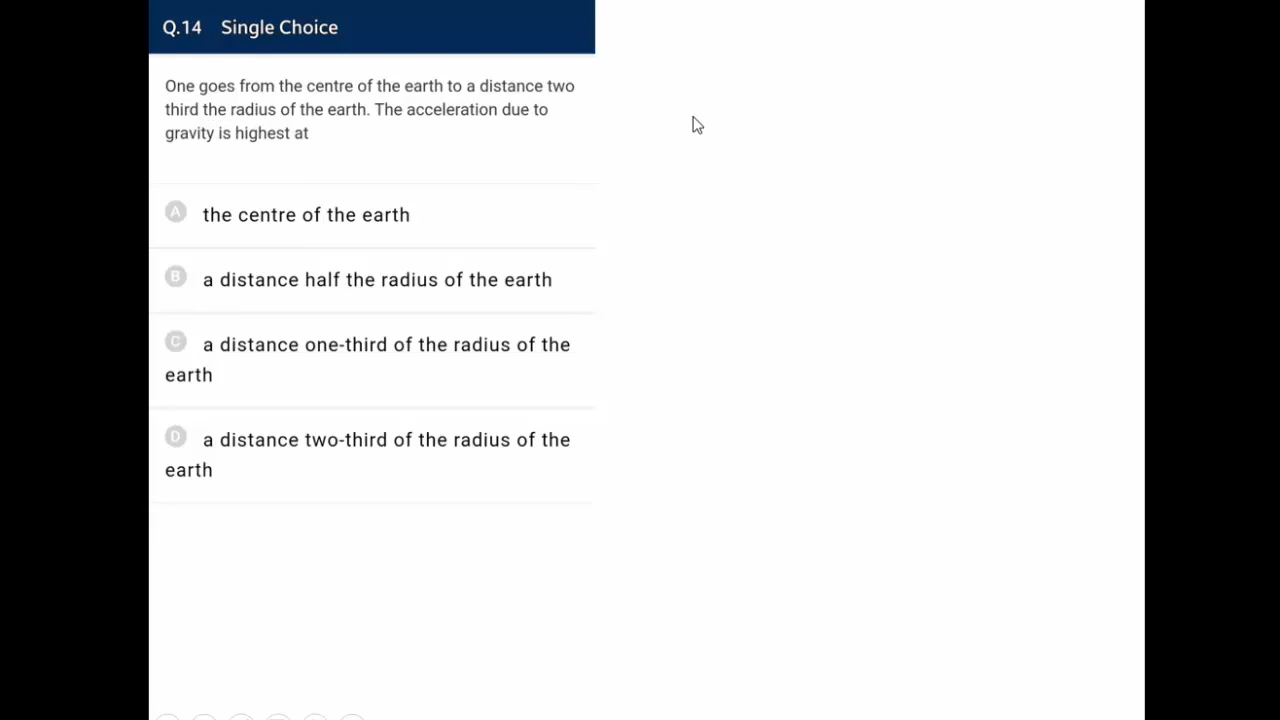 Q.14 Single Choice
One goes from the centre of the earth to a distance two
third the radius of the earth. The acceleration due to
gravity is highest at
A the centre of the earth
B a distance half the radius of the earth
C a distance one-third of the radius of the
earth
D a distance two-third of the radius of the
earth